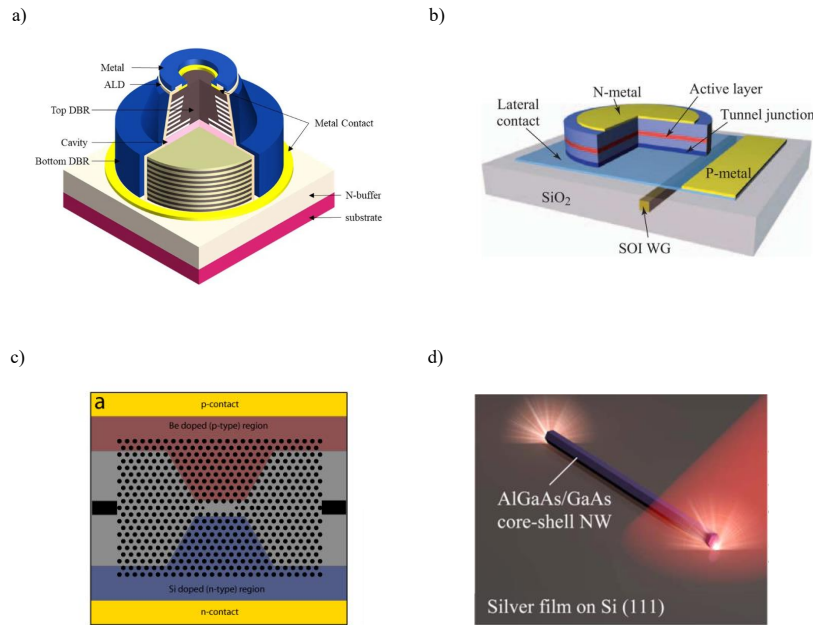 a)
Metal
ALD
Top DBR
Metal Contact
Cavity
Bottom DBR
N-buffer
substrate
b)
N-metal
Active layer
Lateral
contact
Tunnel junction
P-metal
SiO₂
SOI WG
c)
a
p-contact
Be doped (p-type) region
Si doped (n-type) region
n-contact
d)
AlGaAs/GaAs
core-shell NW
Silver film on Si (111)